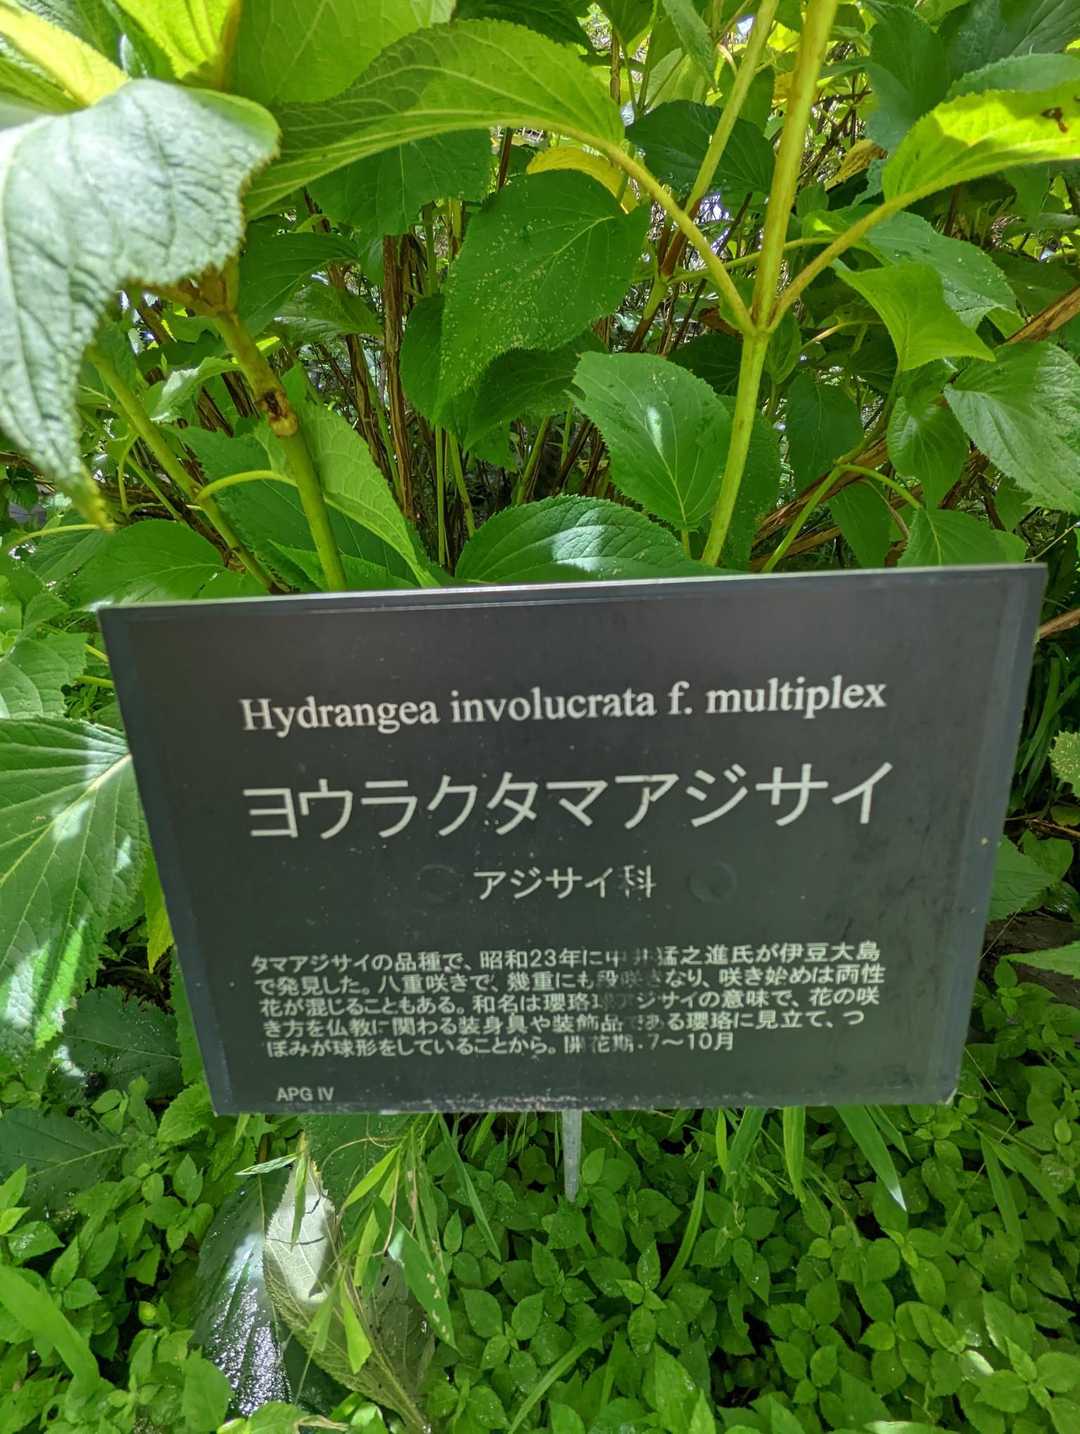 Hydrangea involucrata f. multiplex
ヨウラクタマアジサイ
アジサイ科
タマアジサイの品種で、昭和23年に中井猛之進氏が伊豆大島
で発見した。八重咲きで、幾重にも段咲きなり、咲き始めは両性
花が混じることもある。和名は瓔珞アジサイの意味で、花の咲
き方を仏教に関わる装身具や装飾品である瓔珞に見立て、つ
ぼみが球形をしていることから。開花期.7〜10月
APG IV